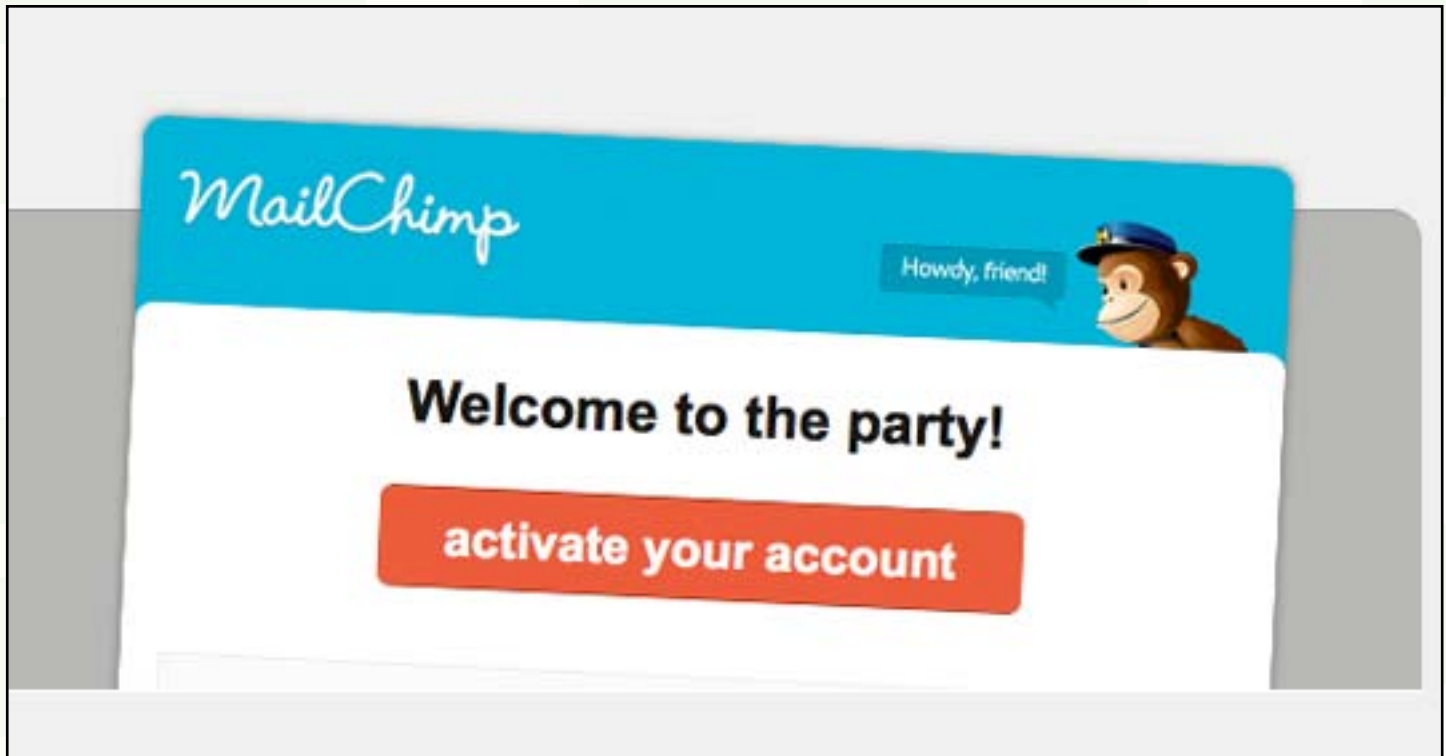 MailChimp
Howdy, friend!
Welcome to the party!
activate your account